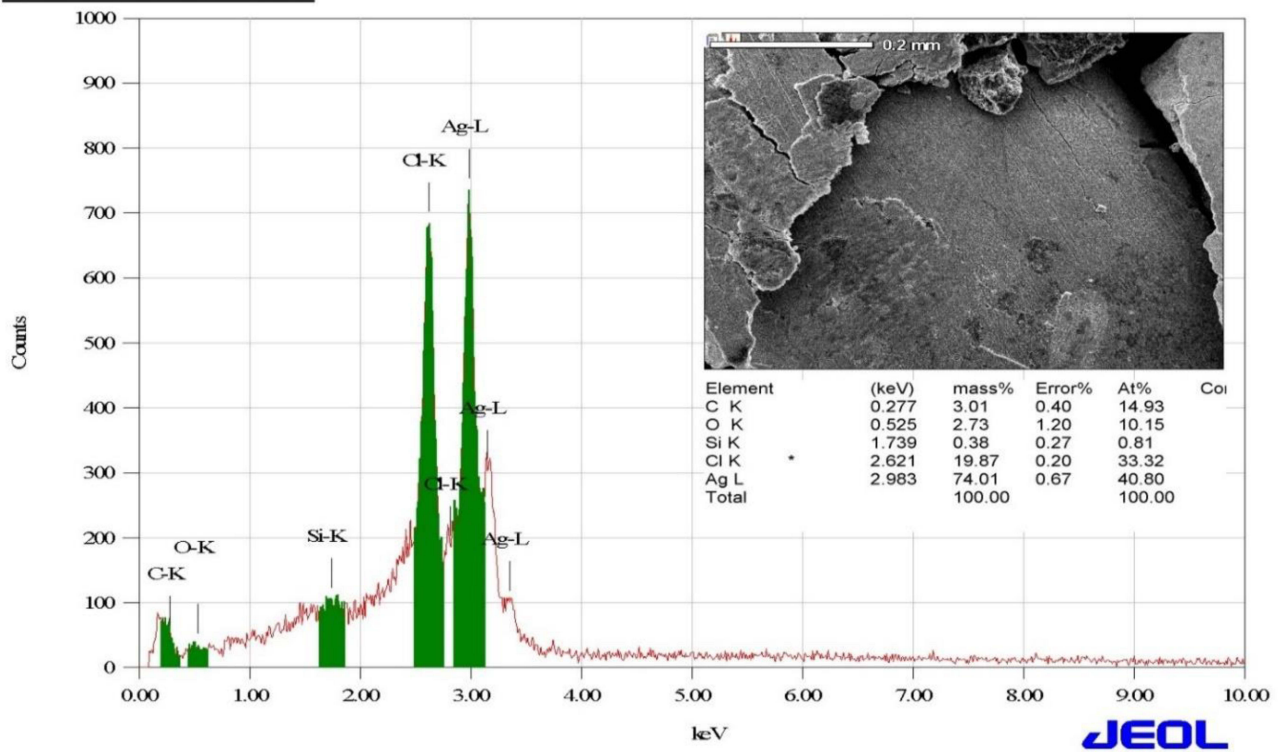 1000
900
800
700
600
500
400
300
200
100
0
Counts
0.00 1.00 2.00 3.00 4.00 5.00 6.00 7.00 8.00 9.00 10.00
keV
C-K
O-K
Si-K
Cl-K
Ag-L
Cl-K
Ag-L
Ag-L
0.2 mm
Element (keV) mass% Error% At% Co
C K 0.277 3.01 0.40 14.93
O K 0.525 2.73 1.20 10.15
Si K 1.739 0.38 0.27 0.81
Cl K * 2.621 19.87 0.20 33.32
Ag L 2.983 74.01 0.67 40.80
Total 100.00 100.00
JEOL